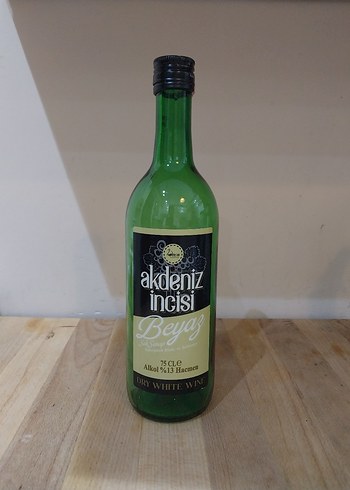 akdeniz
incisi
Beyaz
75 CL e
Alkol %13 Hacmen
DRY WHITE WINE